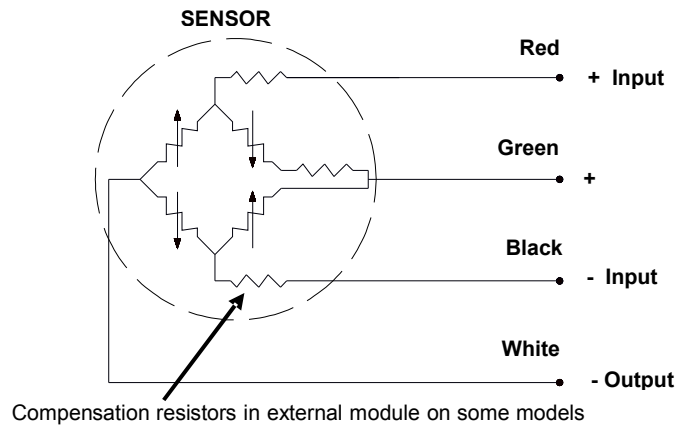 SENSOR
Red
+ Input
Green
+
Black
- Input
White
- Output
Compensation resistors in external module on some models